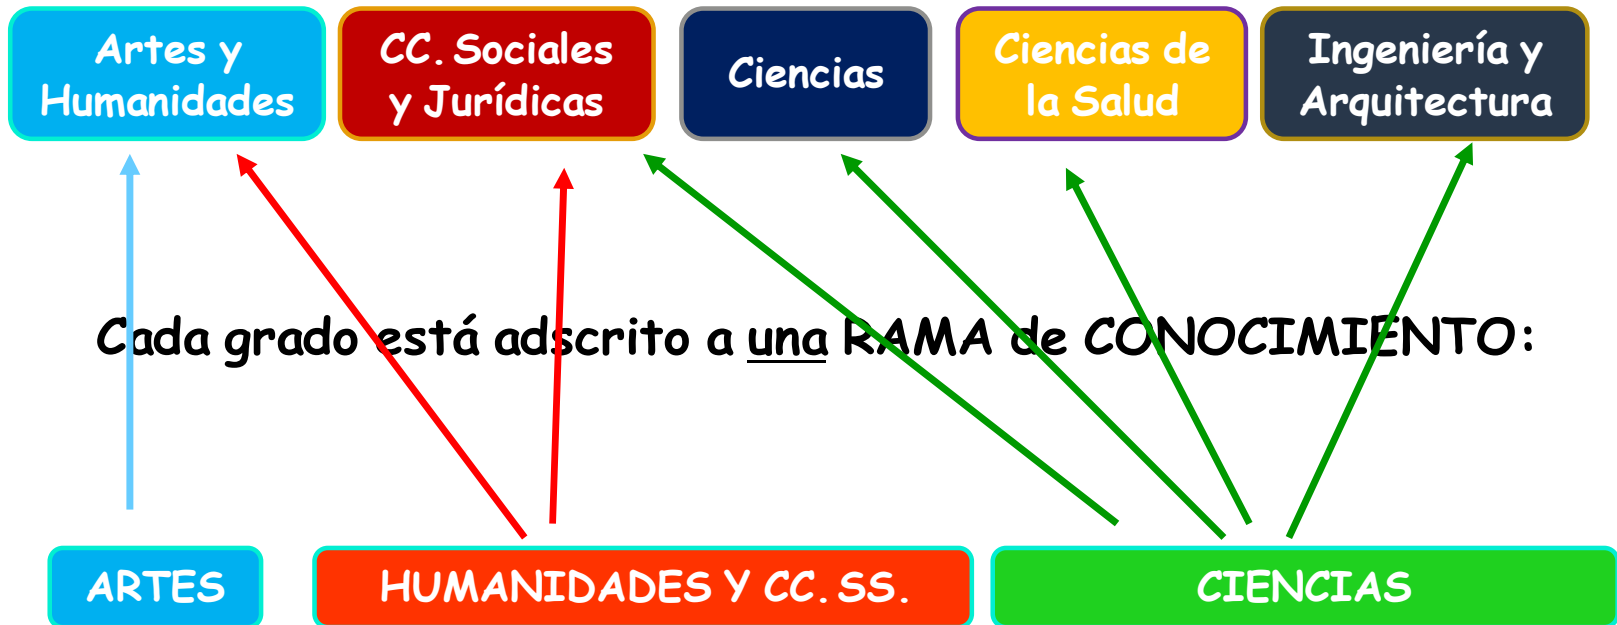 Artes y
Humanidades
CC. Sociales
y Jurídicas
Ciencias
Ciencias de
la Salud
Ingeniería y
Arquitectura
Cada grado está adscrito a una RAMA de CONOCIMIENTO:
ARTES
HUMANIDADES Y CC. SS.
CIENCIAS